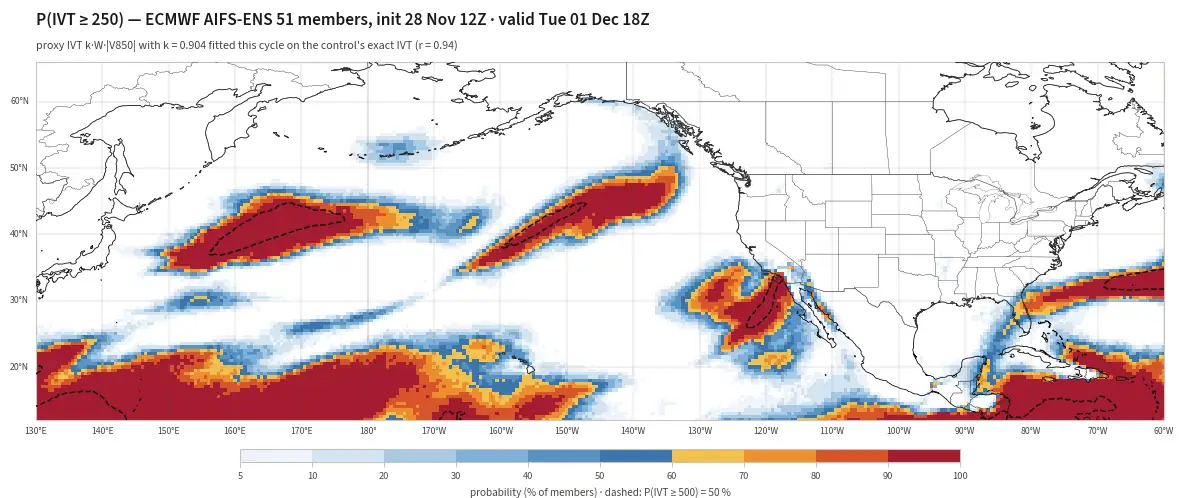 P(IVT ≥ 250) — ECMWF AIFS-ENS 51 members, init 28 Nov 12Z · valid Tue 01 Dec 18Z
proxy IVT k·W·|V850| with k = 0.904 fitted this cycle on the control's exact IVT (r = 0.94)
60°N
50°N
40°N
30°N
20°N
130°E 140°E 150°E 160°E 170°E 180° 170°W 160°W 150°W 140°W 130°W 120°W 110°W 100°W 90°W 80°W 70°W 60°W
5 10 20 30 40 50 60 70 80 90 100
probability (% of members) · dashed: P(IVT ≥ 500) = 50 %